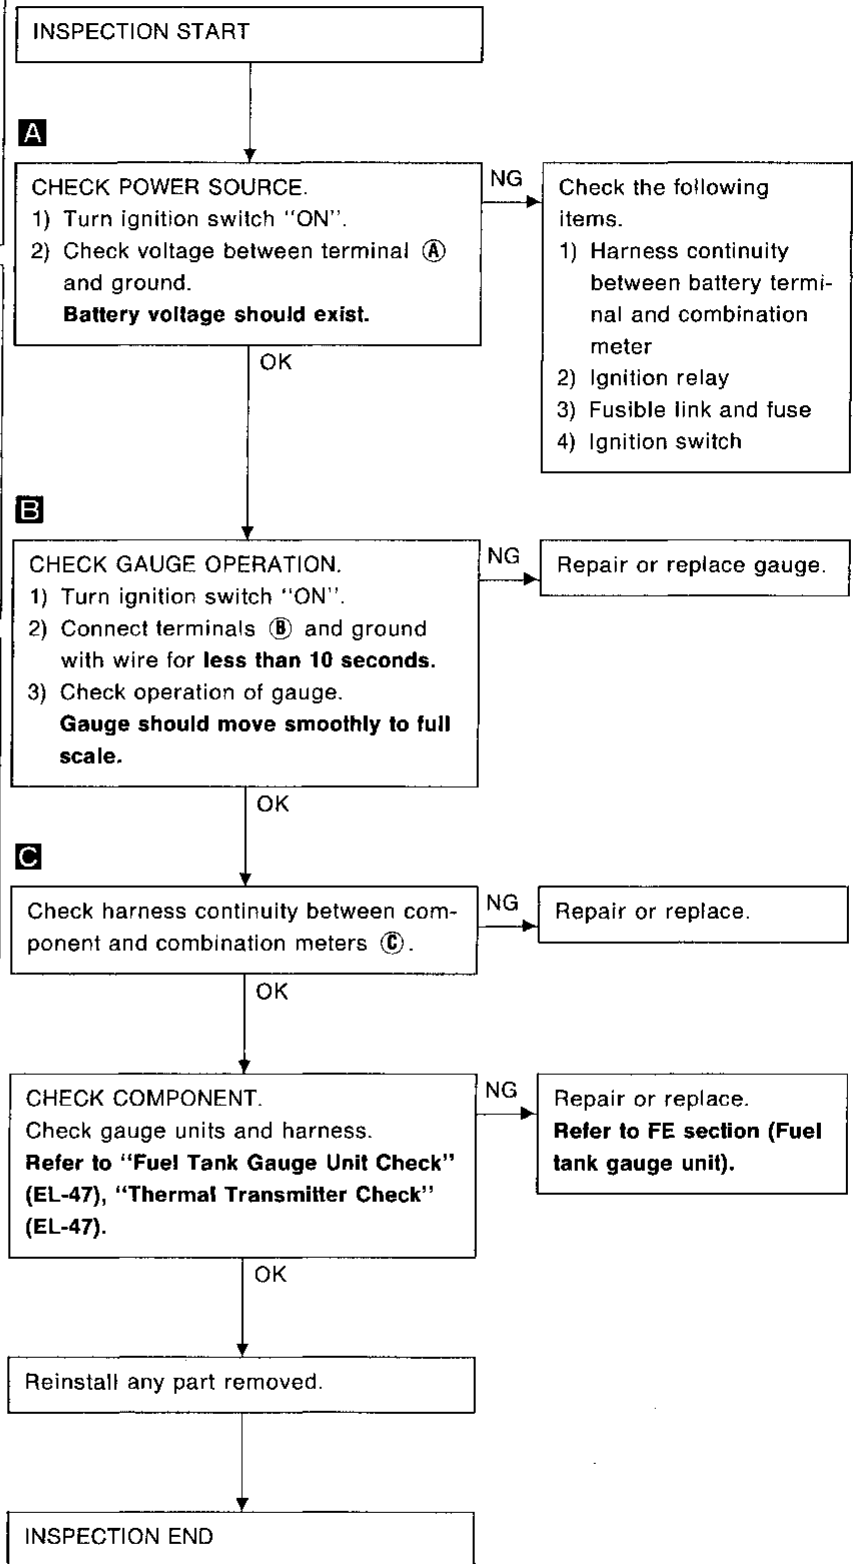 INSPECTION START
A
CHECK POWER SOURCE.
1) Turn ignition switch "ON".
2) Check voltage between terminal Ⓐ
and ground.
Battery voltage should exist.
NG
Check the following
items.
1) Harness continuity
between battery termi-
nal and combination
meter
2) Ignition relay
3) Fusible link and fuse
4) Ignition switch
OK
B
CHECK GAUGE OPERATION.
1) Turn ignition switch "ON".
2) Connect terminals Ⓑ and ground
with wire for less than 10 seconds.
3) Check operation of gauge.
Gauge should move smoothly to full
scale.
NG
Repair or replace gauge.
OK
C
Check harness continuity between com-
ponent and combination meters Ⓒ.
NG
Repair or replace.
OK
CHECK COMPONENT.
Check gauge units and harness.
Refer to "Fuel Tank Gauge Unit Check"
(EL-47), "Thermal Transmitter Check"
(EL-47).
NG
Repair or replace.
Refer to FE section (Fuel
tank gauge unit).
OK
Reinstall any part removed.
INSPECTION END